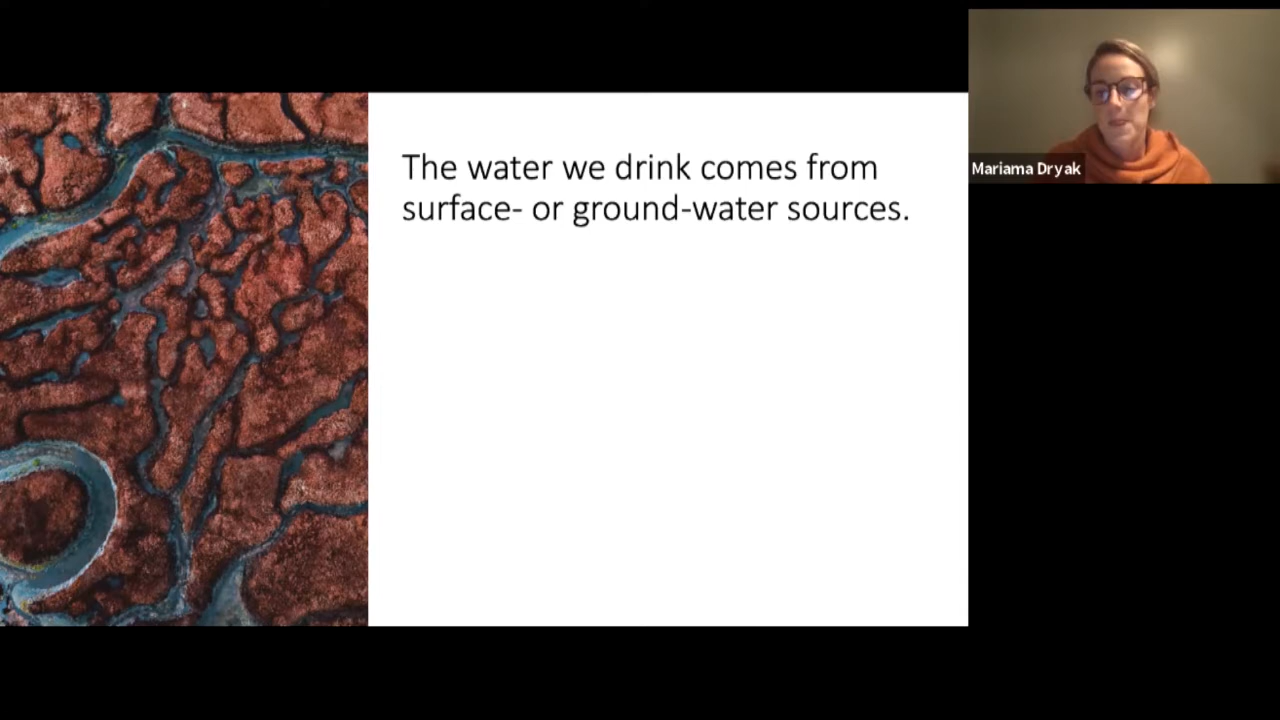 The water we drink comes from
surface- or ground-water sources.
Mariama Dryak